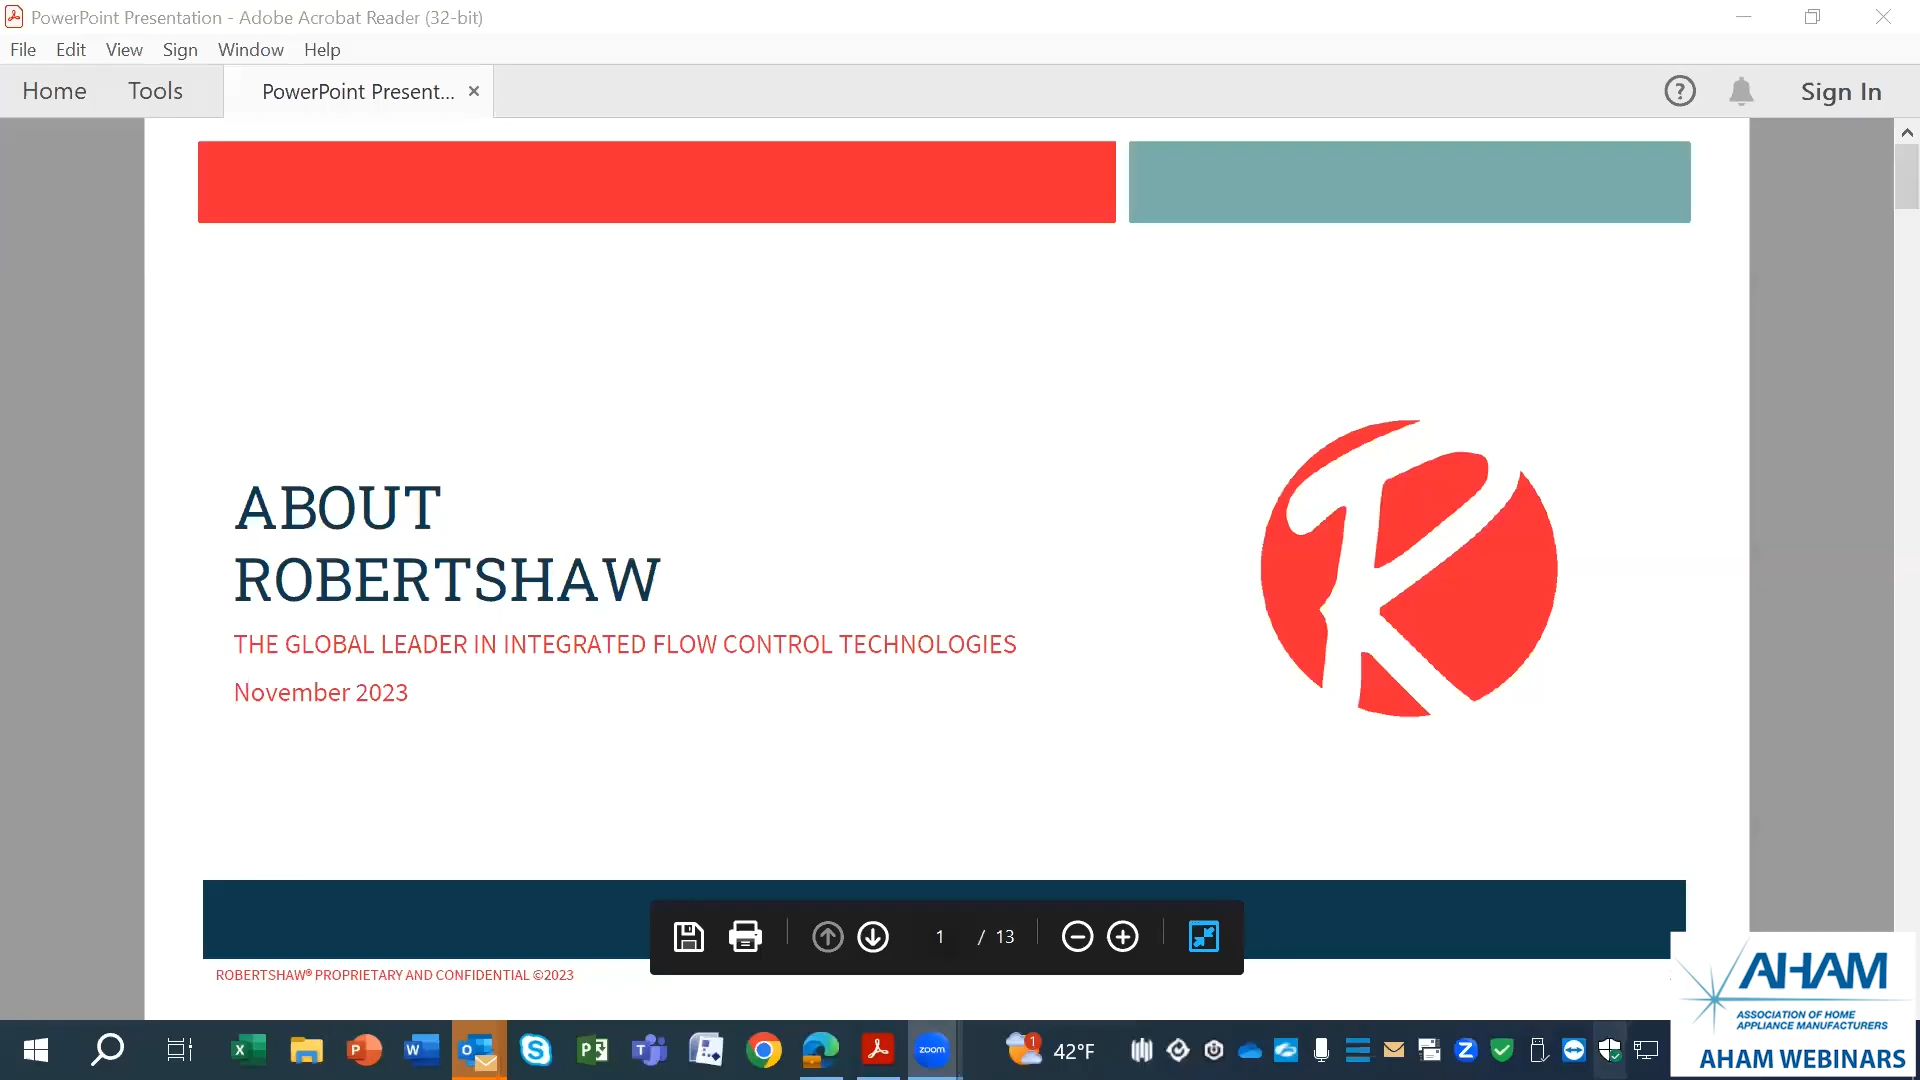 PowerPoint Presentation - Adobe Acrobat Reader (32-bit)
File Edit View Sign Window Help
Home Tools PowerPoint Present... × ? Sign In
ABOUT
ROBERTSHAW
THE GLOBAL LEADER IN INTEGRATED FLOW CONTROL TECHNOLOGIES
November 2023
1 / 13
ROBERTSHAW® PROPRIETARY AND CONFIDENTIAL ©2023
AHAM
ASSOCIATION OF HOME
APPLIANCE MANUFACTURERS
AHAM WEBINARS
zoom 1 42°F